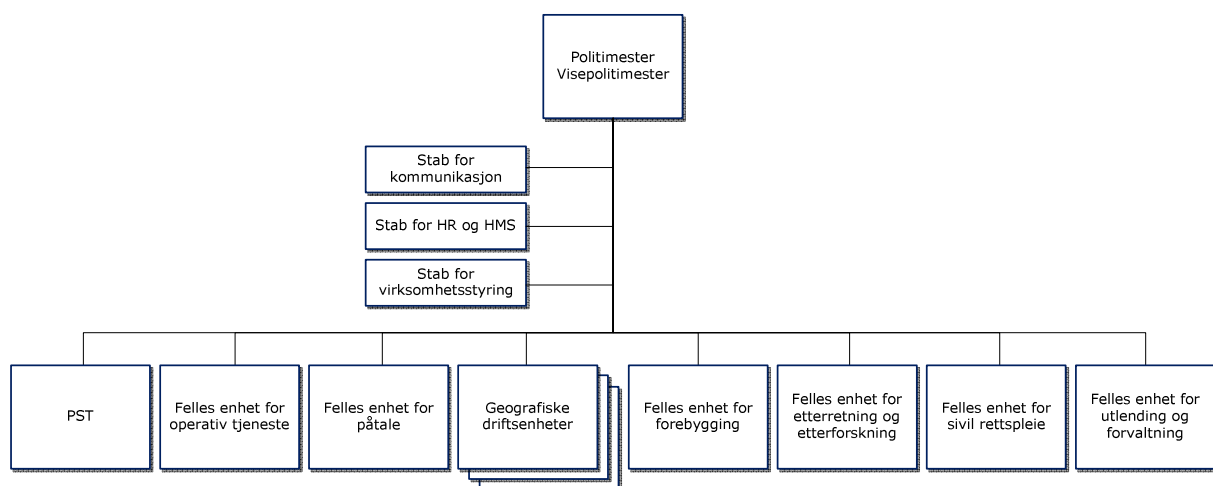 Politimester
Visepolitimester
Stab for
kommunikasjon
Stab for HR og HMS
Stab for
virksomhetsstyring
PST
Felles enhet for
operativ tjeneste
Felles enhet for
påtale
Geografiske
driftsenheter
Felles enhet for
forebygging
Felles enhet for
etterretning og
etterforskning
Felles enhet for
sivil rettspleie
Felles enhet for
utlending og
forvaltning